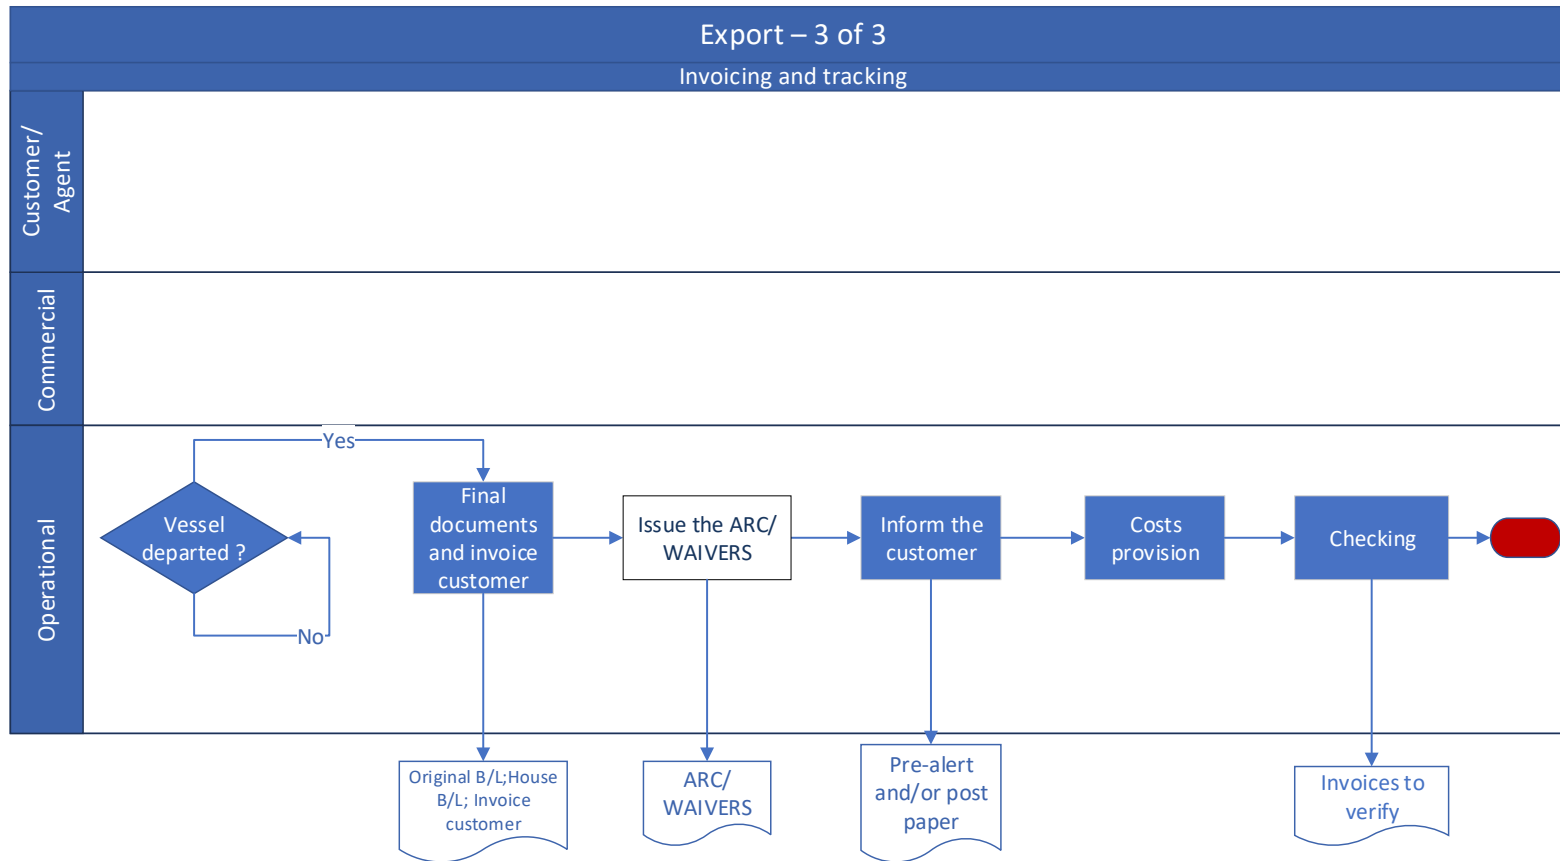 Export – 3 of 3
Invoicing and tracking
Customer/
Agent
Commercial
Operational
Yes
Vessel
departed ?
No
Final
documents
and invoice
customer
Issue the ARC/
WAIVERS
Inform the
customer
Costs
provision
Checking
Original B/L;House
B/L; Invoice
customer
ARC/
WAIVERS
Pre-alert
and/or post
paper
Invoices to
verify